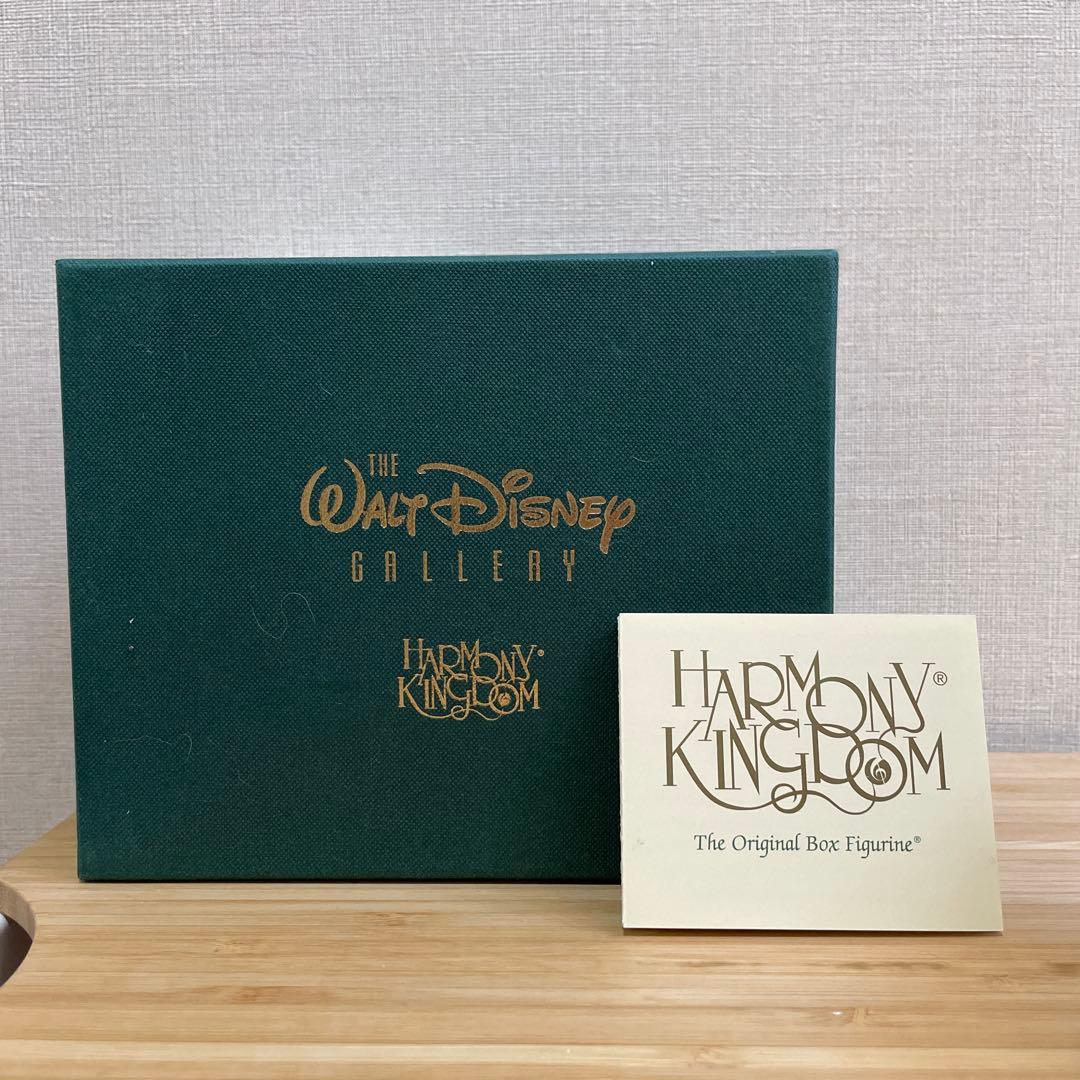 THE
WALT DISNEY
GALLERY
HARMONY®
KINGDOM
HARMONY®
KINGDOM
The Original Box Figurine®